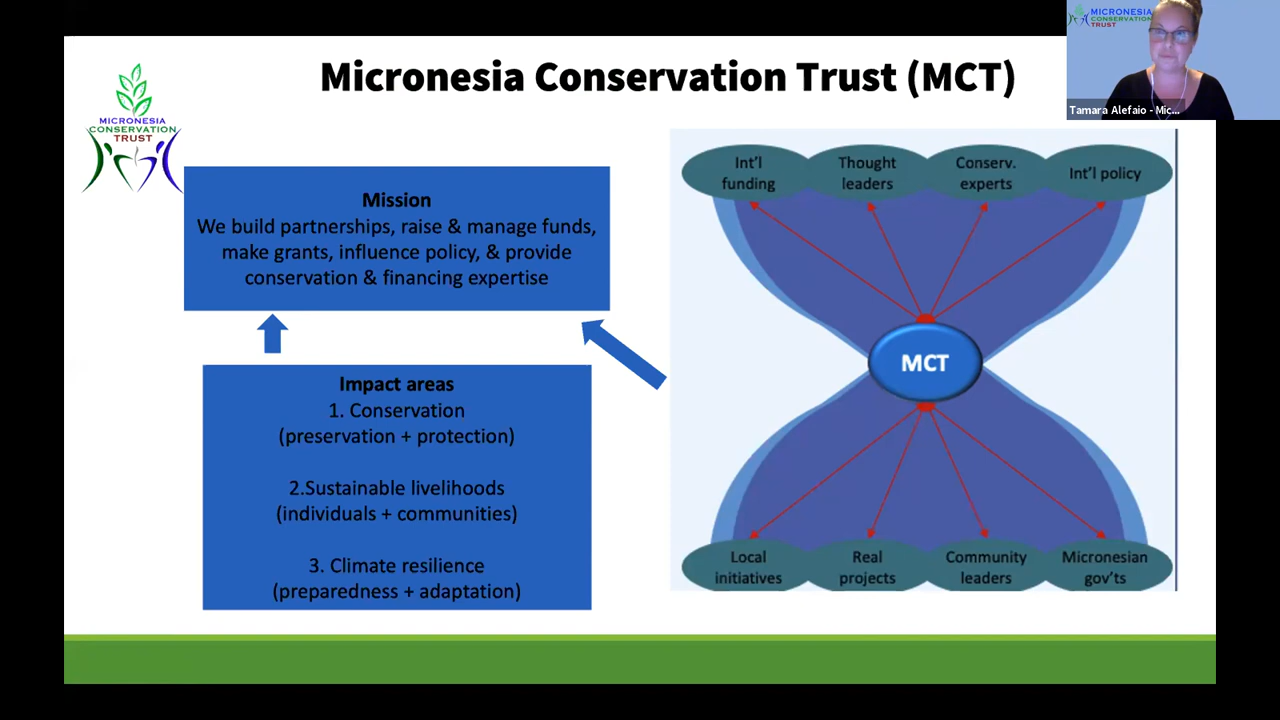 Micronesia Conservation Trust (MCT)
MICRONESIA
CONSERVATION
TRUST
Tamara Alefaio - Mic...
MICRONESIA
CONSERVATION
TRUST
Mission
We build partnerships, raise & manage funds,
make grants, influence policy, & provide
conservation & financing expertise
Impact areas
1. Conservation
(preservation + protection)
2.Sustainable livelihoods
(individuals + communities)
3. Climate resilience
(preparedness + adaptation)
Int'l
funding
Thought
leaders
Conserv.
experts
Int'l policy
MCT
Local
initiatives
Real
projects
Community
leaders
Micronesian
gov'ts